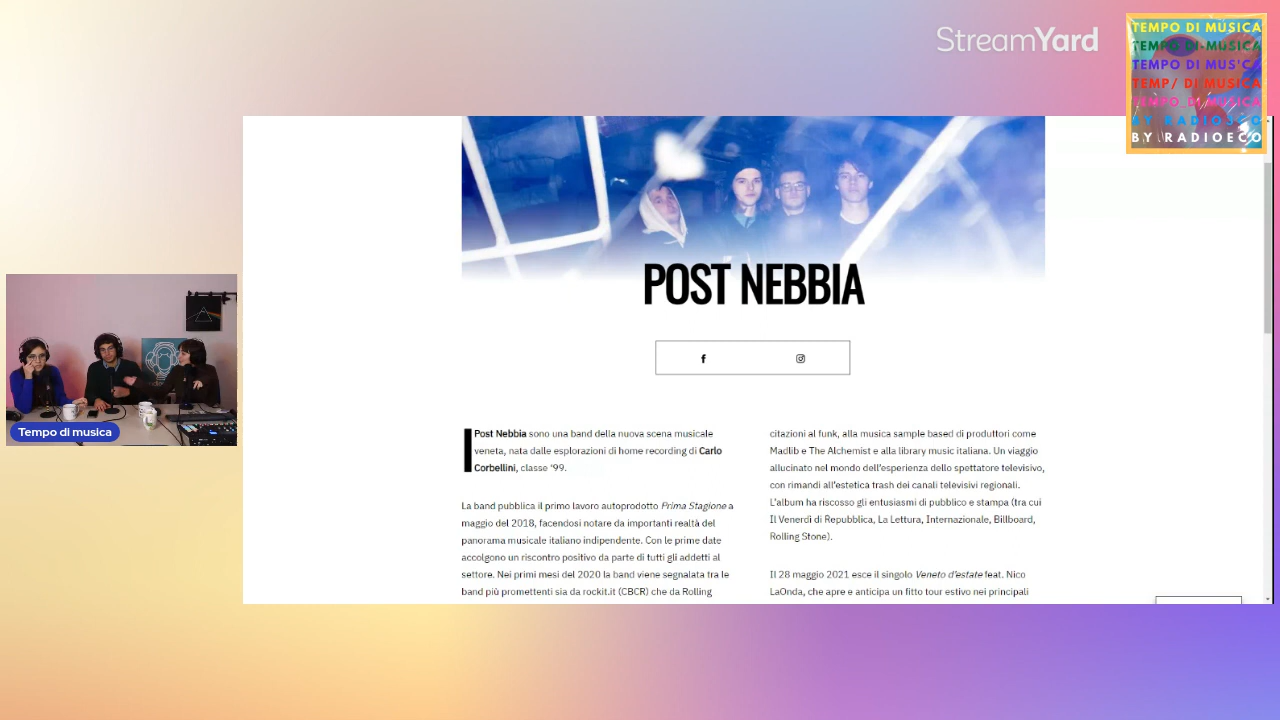 StreamYard
TEMPO DI MUSICA
TEMPO DI MUSICA
TEMPO DI MUS'C/
TEMP/ DI MUSICA
TEMPO_DI MUSICA
BY RADIO3CO
BY RADIOECO
POST NEBBIA
Tempo di musica
I Post Nebbia sono una band della nuova scena musicale
veneta, nata dalle esplorazioni di home recording di Carlo
Corbellini, classe ‘99.
La band pubblica il primo lavoro autoprodotto Prima Stagione a
maggio del 2018, facendosi notare da importanti realtà del
panorama musicale italiano indipendente. Con le prime date
accolgono un riscontro positivo da parte di tutti gli addetti al
settore. Nei primi mesi del 2020 la band viene segnalata fra le
band più promettenti sia da rockit.it (CBCR) che da Rolling
citazioni al funk, alla musica sample based di produttori come
Madlib e The Alchemist e alla library music italiana. Un viaggio
allucinato nel mondo dell’esperienza dello spettatore televisivo,
con rimandi all’estetica trash dei canali televisivi regionali.
L’album ha riscosso gli entusiasmi di pubblico e stampa (tra cui
Il Venerdì di Repubblica, La Lettura, Internazionale, Billboard,
Rolling Stone).
Il 28 maggio 2021 esce il singolo Veneto d’estate feat. Nico
LaOnda, che apre e anticipa un fitto tour estivo nei principali